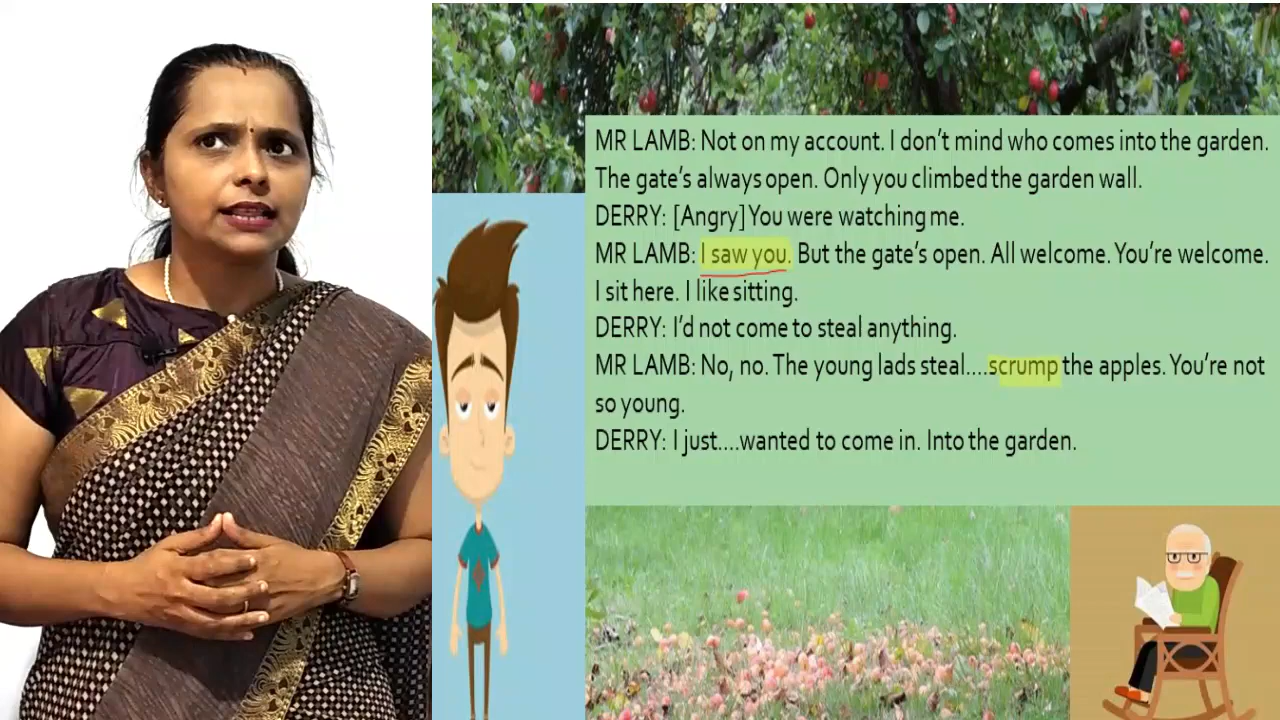 MR LAMB: Not on my account. I don't mind who comes into the garden.
The gate's always open. Only you climbed the garden wall.
DERRY: [Angry] You were watching me.
MR LAMB: I saw you. But the gate's open. All welcome. You're welcome.
I sit here. I like sitting.
DERRY: I'd not come to steal anything.
MR LAMB: No, no. The young lads steal....scrump the apples. You're not
so young.
DERRY: I just....wanted to come in. Into the garden.